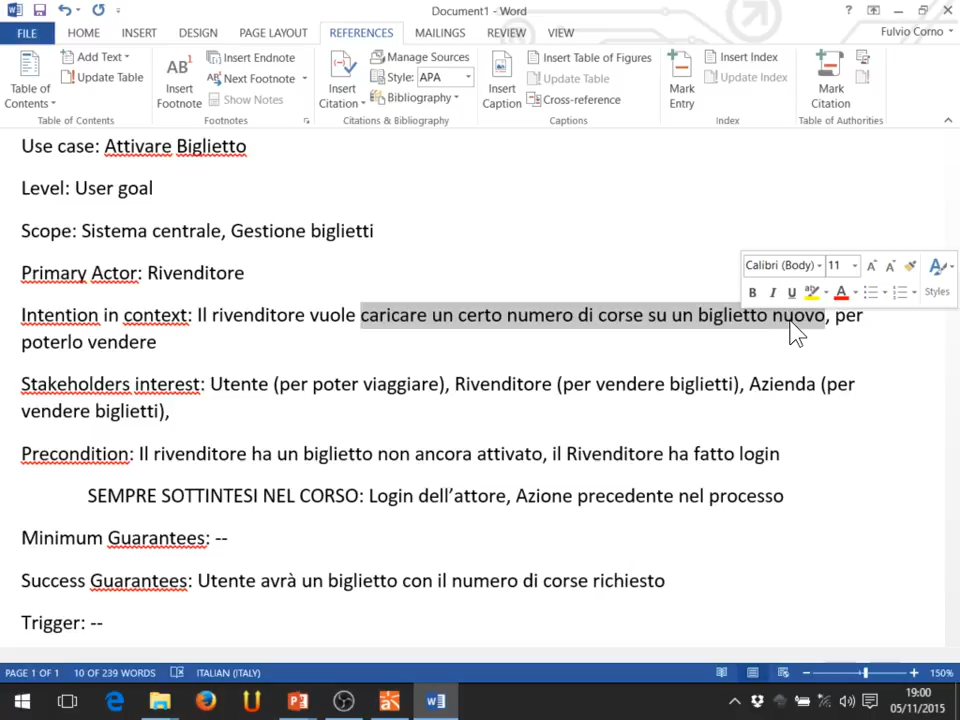 Document1 - Word
FILE HOME INSERT DESIGN PAGE LAYOUT REFERENCES MAILINGS REVIEW VIEW Fulvio Corno
Table of Contents
Add Text
Update Table
Table of Contents
AB1 Insert Footnote
Insert Endnote
AB1 Next Footnote
Show Notes
Footnotes
Insert Citation
Manage Sources
Style: APA
Bibliography
Citations & Bibliography
Insert Caption
Insert Table of Figures
Update Table
Cross-reference
Captions
Mark Entry
Insert Index
Update Index
Index
Mark Citation
Table of Authorities
Use case: Attivare Biglietto
Level: User goal
Scope: Sistema centrale, Gestione biglietti
Primary Actor: Rivenditore
Calibri (Body) 11 A A A
B I U ab A Styles
Intention in context: Il rivenditore vuole caricare un certo numero di corse su un biglietto nuovo, per
poterlo vendere
Stakeholders interest: Utente (per poter viaggiare), Rivenditore (per vendere biglietti), Azienda (per
vendere biglietti),
Precondition: Il rivenditore ha un biglietto non ancora attivato, il Rivenditore ha fatto login
SEMPRE SOTTINTESI NEL CORSO: Login dell’attore, Azione precedente nel processo
Minimum Guarantees: --
Success Guarantees: Utente avrà un biglietto con il numero di corse richiesto
Trigger: --
PAGE 1 OF 1 10 OF 239 WORDS ITALIAN (ITALY) 150%
19:00
05/11/2015